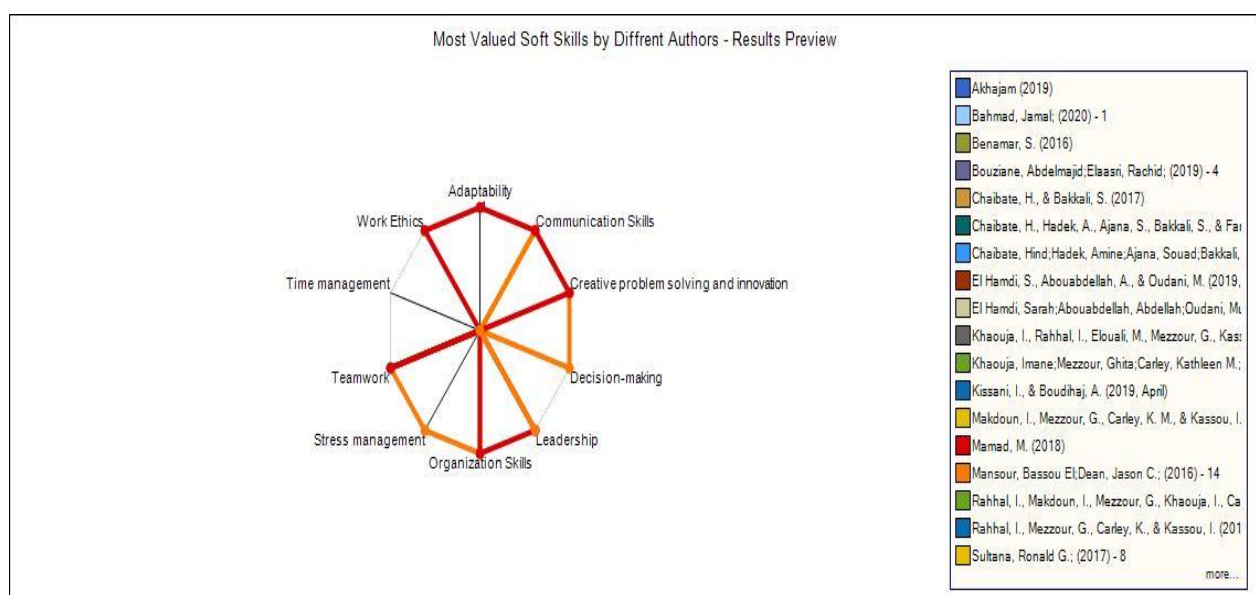 Most Valued Soft Skills by Diffrent Authors - Results Preview
Adaptability
Work Ethics
Communication Skills
Time management
Creative problem solving and innovation
Teamwork
Decision-making
Stress management
Leadership
Organization Skills
Akhajam (2019)
Bahmad, Jamal; (2020) - 1
Benamar, S. (2016)
Bouziane, Abdelmajid;Elaasri, Rachid; (2019) - 4
Chaibate, H., & Bakkali, S. (2017)
Chaibate, H., Hadek, A., Ajana, S., Bakkali, S., & Fa
Chaibate, Hind;Hadek, Amine;Ajana, Souad;Bakkali,
El Hamdi, S., Abouabdellah, A., & Oudani, M. (2019,
El Hamdi, Sarah;Abouabdellah, Abdellah;Oudani, Mu
Khaouja, I., Rahhal, I., Elouali, M., Mezzour, G., Kass
Khaouja, Imane;Mezzour, Ghita;Carley, Kathleen M.;
Kissani, I., & Boudihaj, A. (2019, April)
Makdoun, I., Mezzour, G., Carley, K. M., & Kassou, I.
Mamad, M. (2018)
Mansour, Bassou El;Dean, Jason C.; (2016) - 14
Rahhal, I., Makdoun, I., Mezzour, G., Khaouja, I., Ca
Rahhal, I., Mezzour, G., Carley, K., & Kassou, I. (201
Sultana, Ronald G.; (2017) - 8
more...